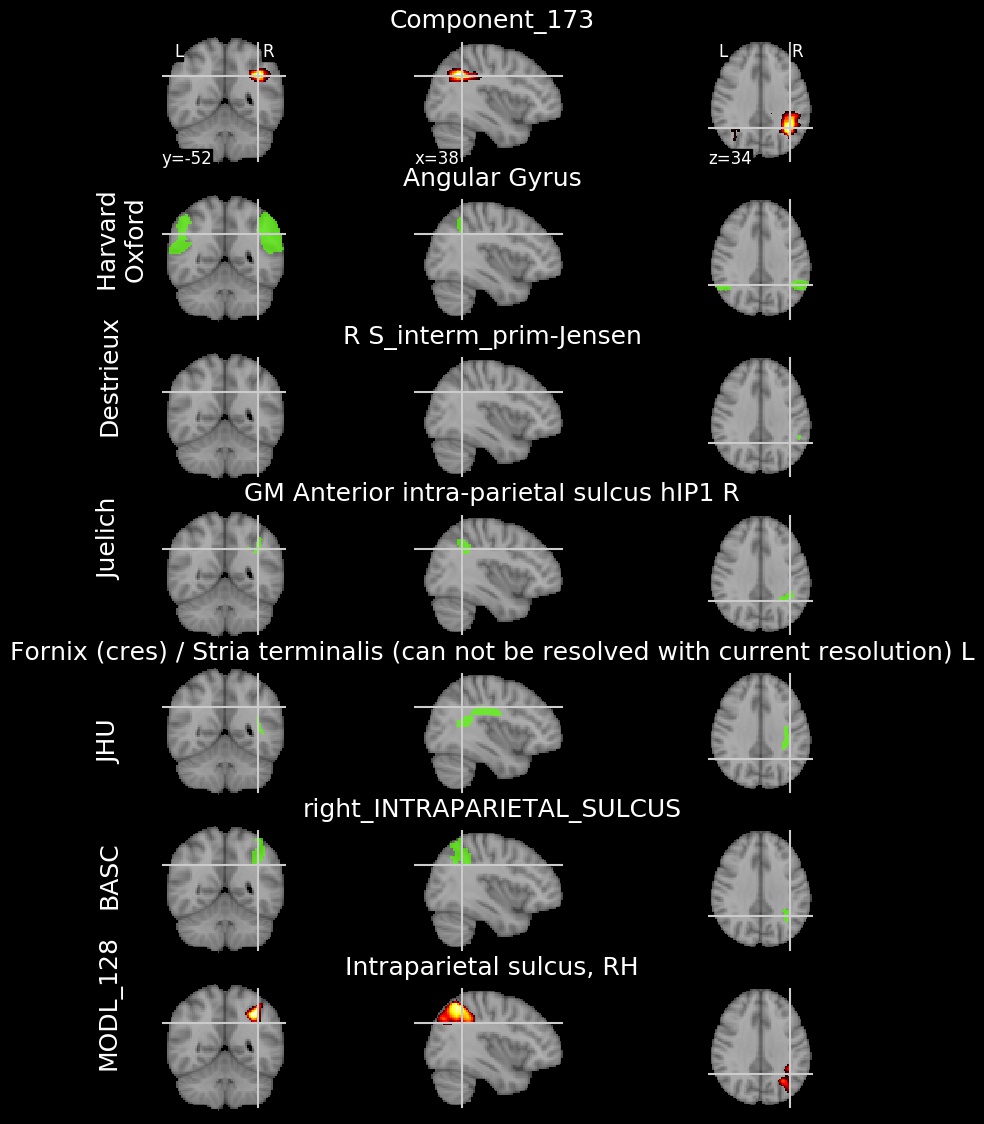 Component_173
L R
L R
y=-52
x=38
z=34
Angular Gyrus
Harvard
Oxford
R S_interm_prim-Jensen
Destrieux
GM Anterior intra-parietal sulcus hIP1 R
Juelich
Fornix (cres) / Stria terminalis (can not be resolved with current resolution) L
JHU
right_INTRAPARIETAL_SULCUS
BASC
Intraparietal sulcus, RH
MODL_128